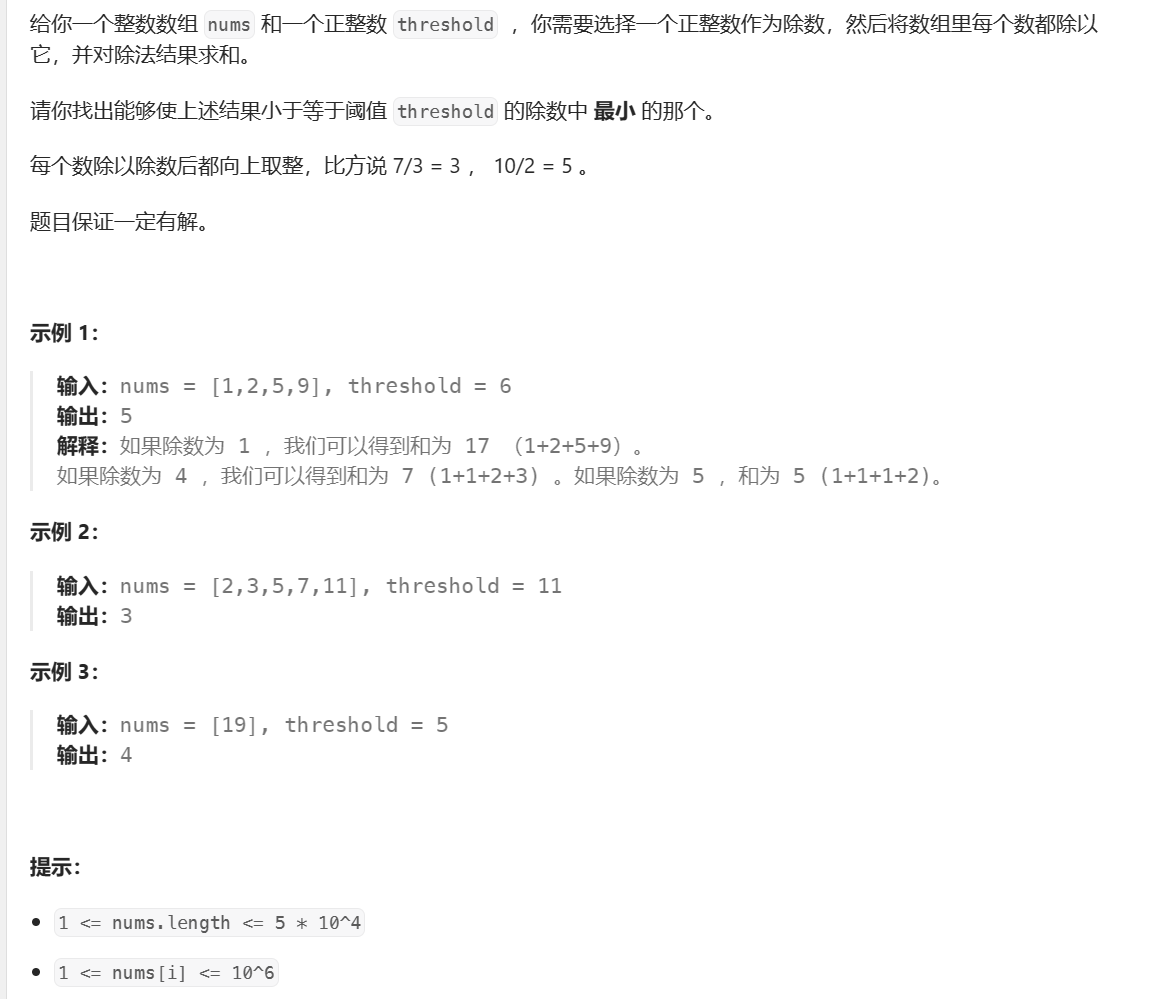 给你一个整数数组 nums 和一个正整数 threshold ，你需要选择一个正整数作为除数，然后将数组里每个数都除以
它，并对除法结果求和。
请你找出能够使上述结果小于等于阈值 threshold 的除数中 最小 的那个。
每个数除以除数后都向上取整，比方说 7/3 = 3 ， 10/2 = 5 。
题目保证一定有解。
示例 1：
输入：nums = [1,2,5,9], threshold = 6
输出：5
解释：如果除数为 1 ，我们可以得到和为 17 （1+2+5+9）。
如果除数为 4 ，我们可以得到和为 7 (1+1+2+3) 。如果除数为 5 ，和为 5 (1+1+1+2)。
示例 2：
输入：nums = [2,3,5,7,11], threshold = 11
输出：3
示例 3：
输入：nums = [19], threshold = 5
输出：4
提示：
1 <= nums.length <= 5 * 10^4
1 <= nums[i] <= 10^6